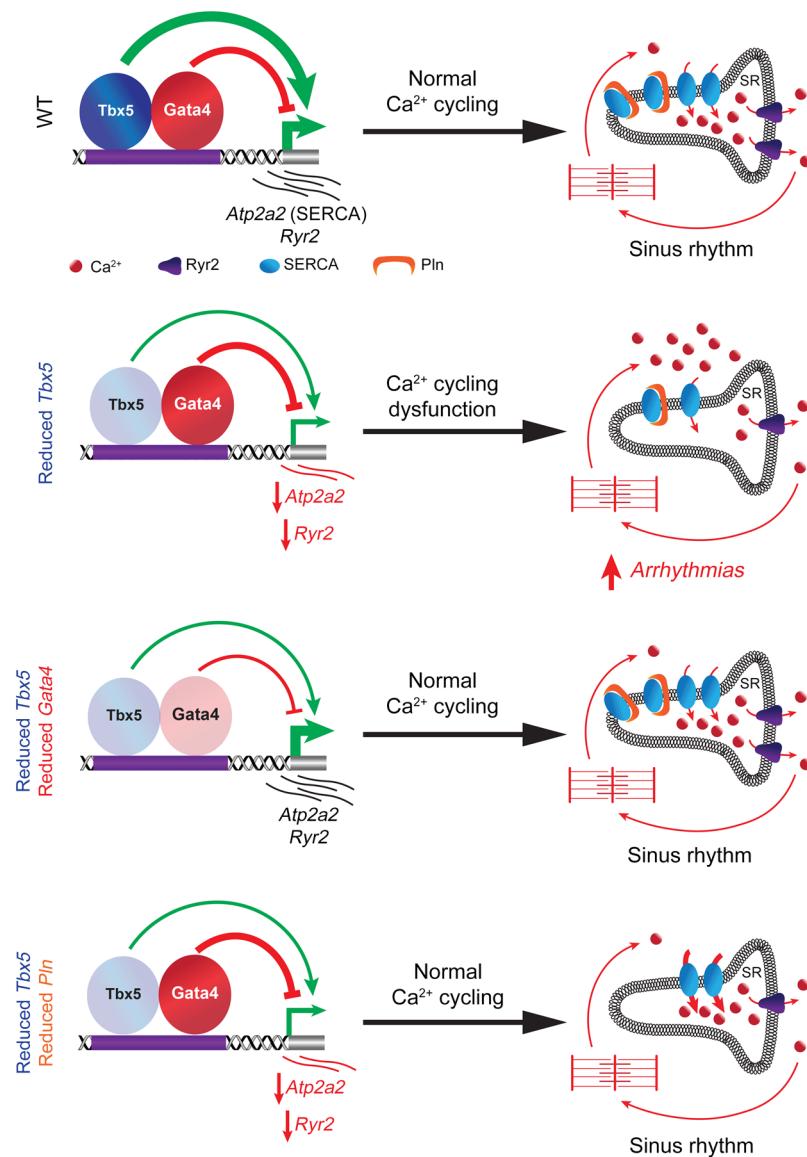 WT
Tbx5
Gata4
Normal
Ca²⁺ cycling
SR
Atp2a2 (SERCA)
Ryr2
Sinus rhythm
Ca²⁺
Ryr2
SERCA
Pln
Reduced Tbx5
Tbx5
Gata4
Ca²⁺ cycling
dysfunction
SR
Atp2a2
Ryr2
Arrhythmias
Reduced Tbx5
Reduced Gata4
Tbx5
Gata4
Normal
Ca²⁺ cycling
SR
Atp2a2
Ryr2
Sinus rhythm
Reduced Tbx5
Reduced Pln
Tbx5
Gata4
Normal
Ca²⁺ cycling
SR
Atp2a2
Ryr2
Sinus rhythm